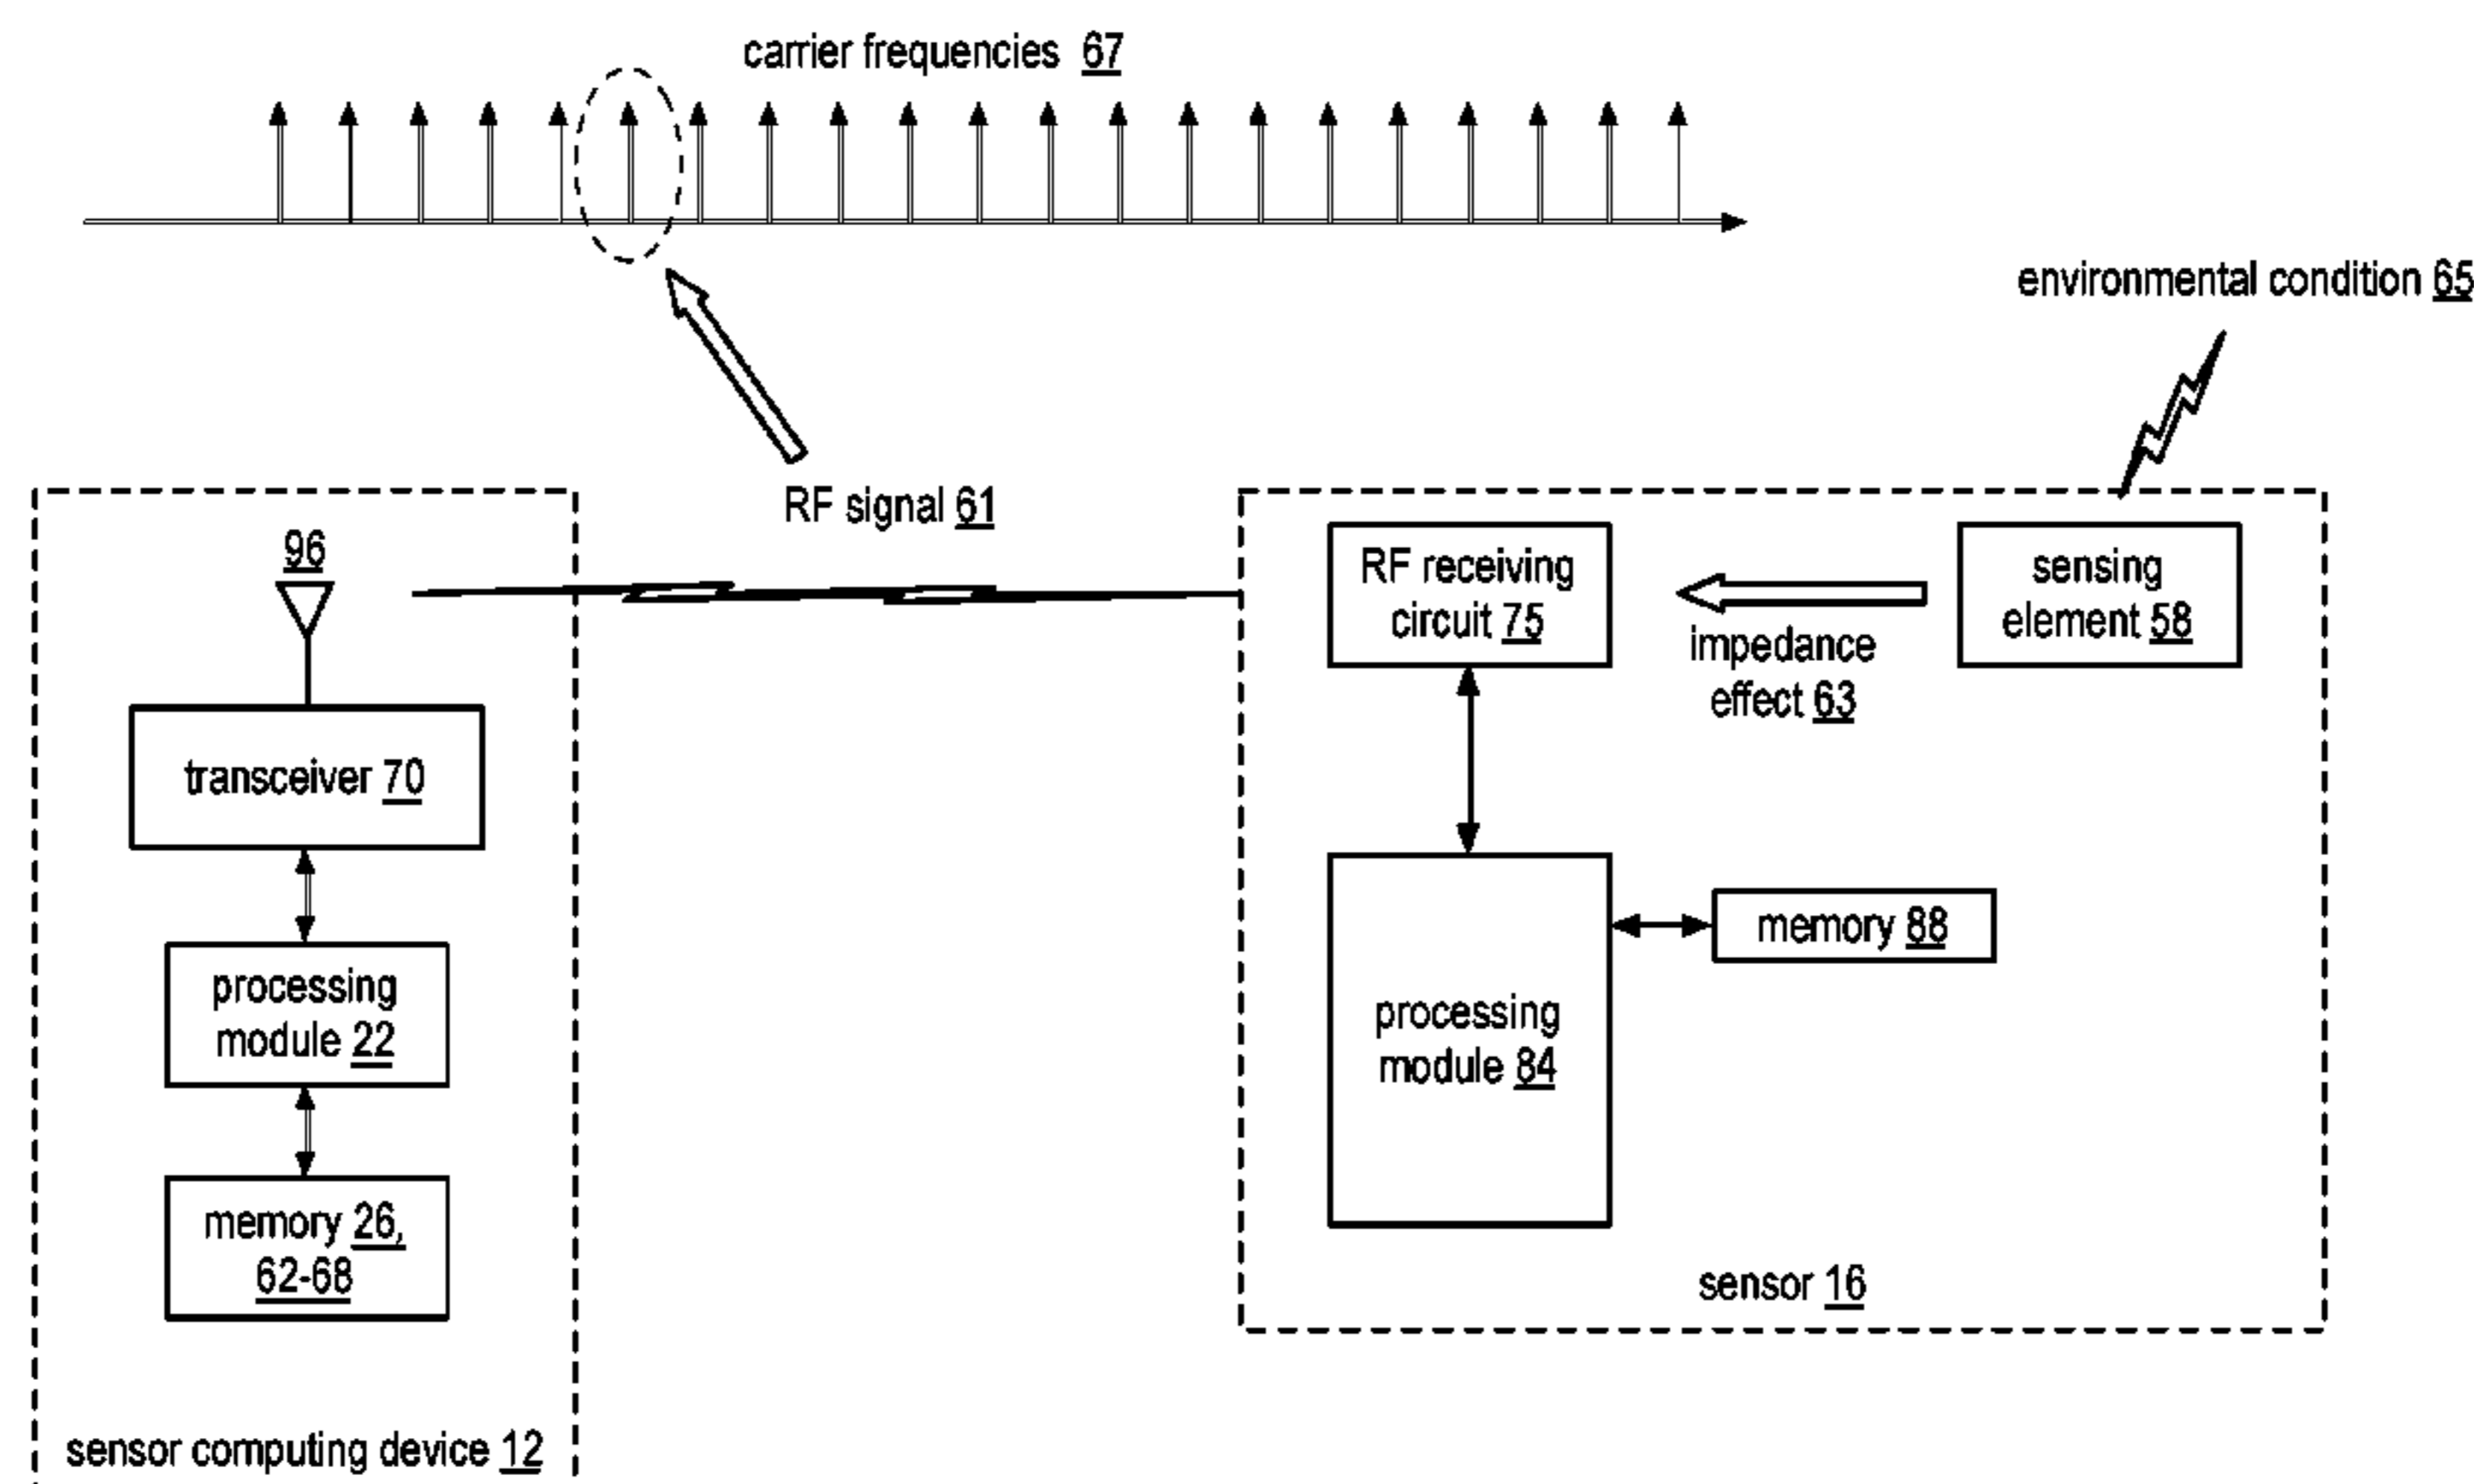 carrier frequencies 67
environmental condition 65
RF signal 61
96
transceiver 70
processing
module 22
memory 26,
62-68
sensor computing device 12
RF receiving
circuit 75
impedance
effect 63
sensing
element 58
processing
module 84
memory 88
sensor 16